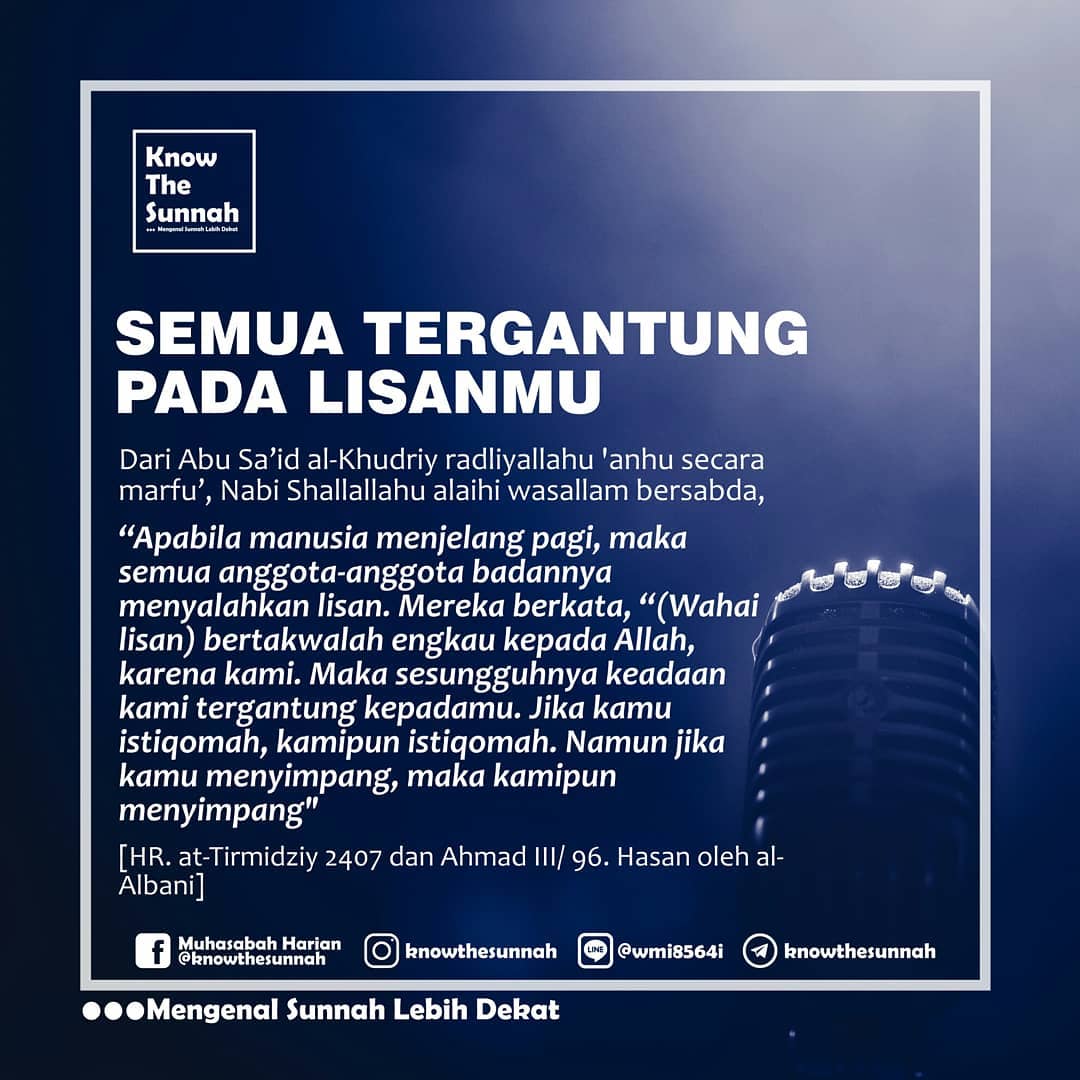 Know
The
Sunnah
••• Mengenal Sunnah Lebih Dekat
SEMUA TERGANTUNG
PADA LISANMU
Dari Abu Sa’id al-Khudriy radliyallahu 'anhu secara
marfu’, Nabi Shallallahu alaihi wasallam bersabda,
“Apabila manusia menjelang pagi, maka
semua anggota-anggota badannya
menyalahkan lisan. Mereka berkata, “(Wahai
lisan) bertakwalah engkau kepada Allah,
karena kami. Maka sesungguhnya keadaan
kami tergantung kepadamu. Jika kamu
istiqomah, kamipun istiqomah. Namun jika
kamu menyimpang, maka kamipun
menyimpang"
[HR. at-Tirmidziy 2407 dan Ahmad III/ 96. Hasan oleh al-
Albani]
f Muhasabah Harian
@knowthesunnah
knowthesunnah
LINE @wmi8564i
knowthesunnah
●●●Mengenal Sunnah Lebih Dekat